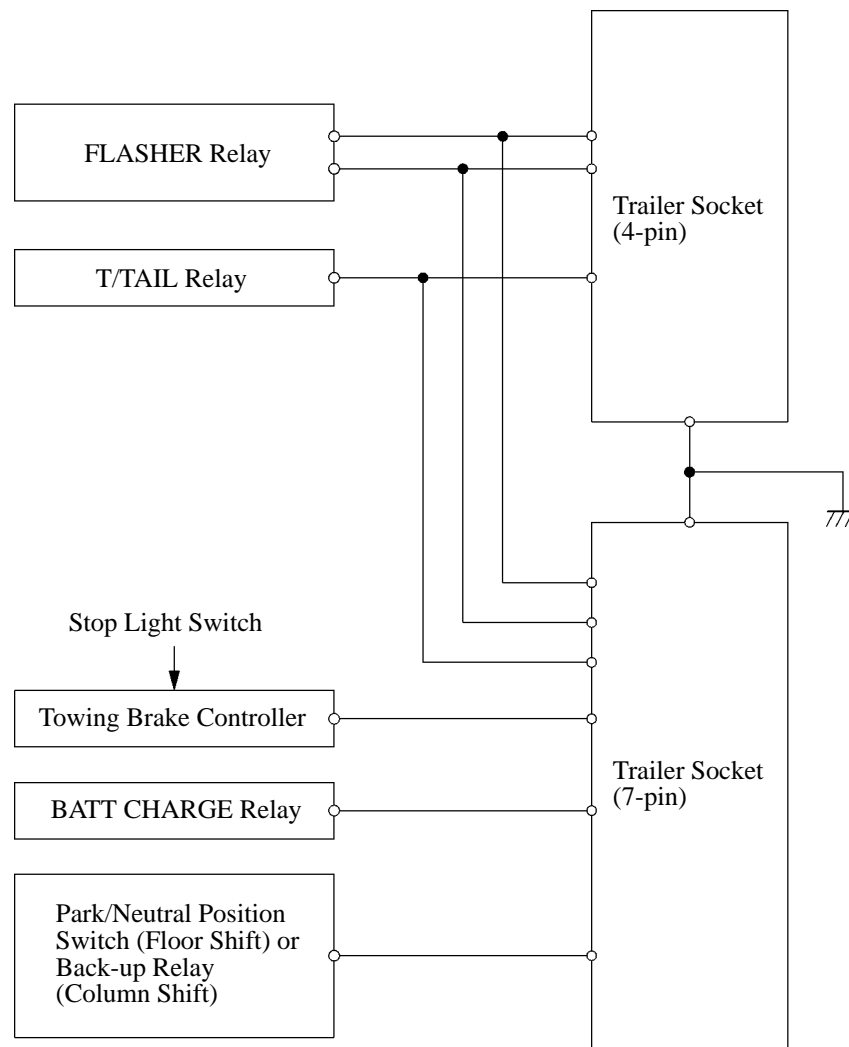 FLASHER Relay
Trailer Socket
(4-pin)
T/TAIL Relay
Stop Light Switch
Towing Brake Controller
Trailer Socket
(7-pin)
BATT CHARGE Relay
Park/Neutral Position
Switch (Floor Shift) or
Back-up Relay
(Column Shift)